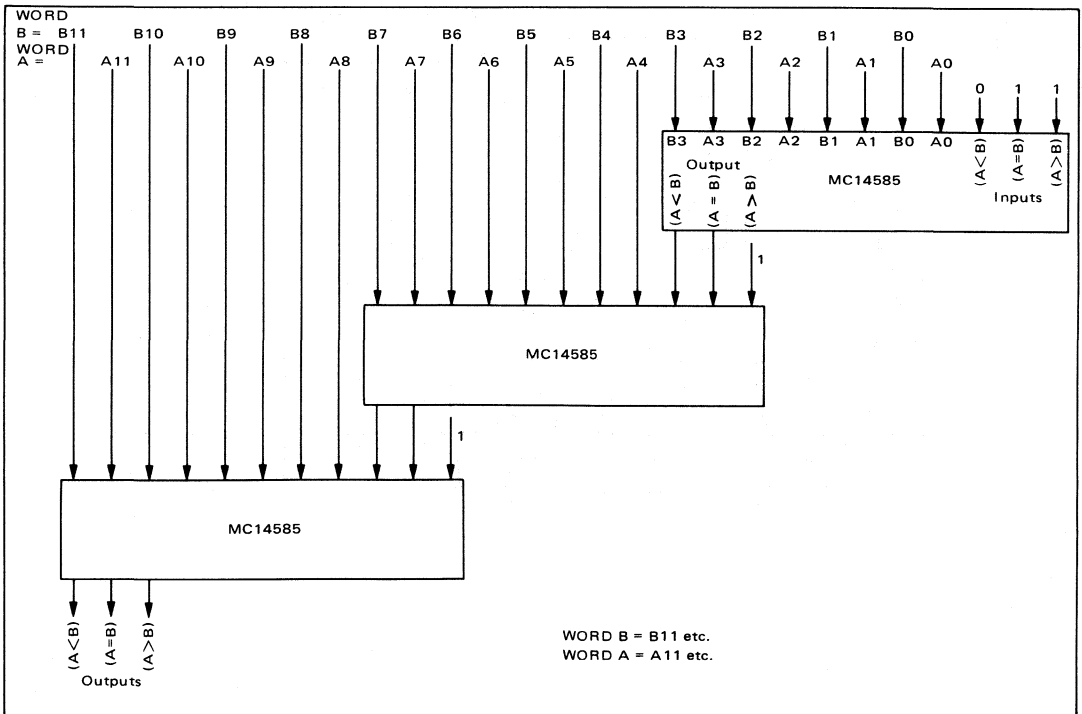 WORD
B = B11 B10 B9 B8 B7 B6 B5 B4 B3 B2 B1 B0
WORD
A = A11 A10 A9 A8 A7 A6 A5 A4 A3 A2 A1 A0
0 1 1
B3 A3 B2 A2 B1 A1 B0 A0 (A<B) (A=B) (A>B)
Output
MC14585
Inputs
(A<B) (A=B) (A>B)
1
MC14585
1
MC14585
(A<B) (A=B) (A>B)
Outputs
WORD B = B11 etc.
WORD A = A11 etc.